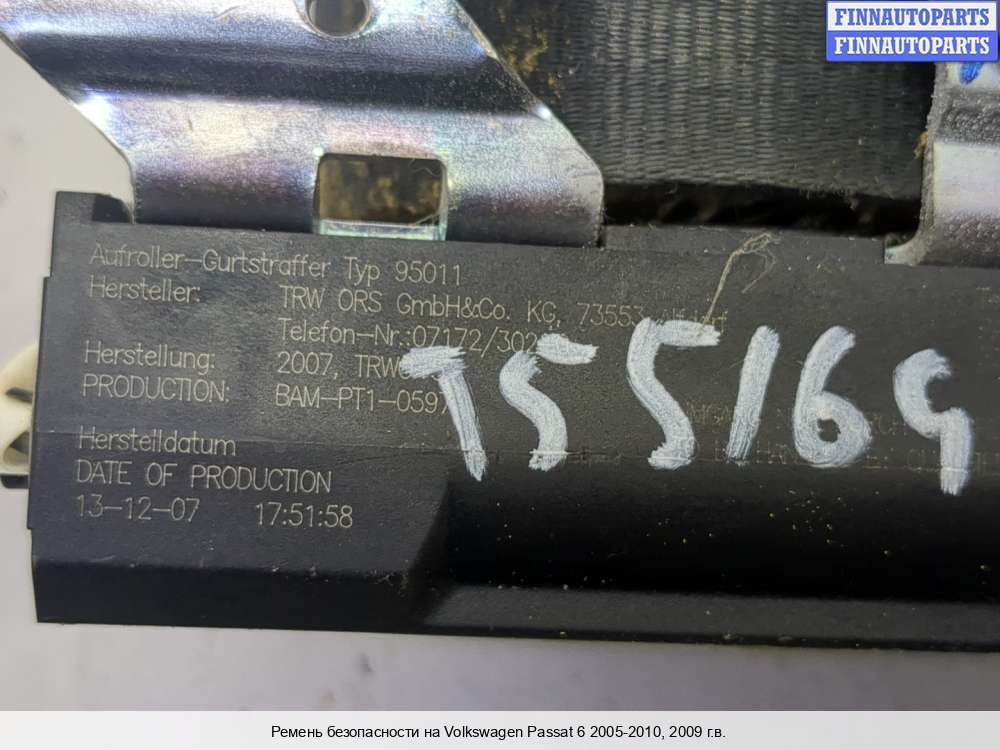 FINNAUTOPARTS
FINNAUTOPARTS
Aufroller-Gurtstraffer Typ 95011
Hersteller: TRW ORS GmbH&Co. KG, 73553
Telefon-Nr.:07172/302
Herstellung: 2007, TRW
PRODUCTION: BAM-PT1-0597
T55169
Herstelldatum
DATE OF PRODUCTION
13-12-07 17:51:58
Ремень безопасности на Volkswagen Passat 6 2005-2010, 2009 г.в.